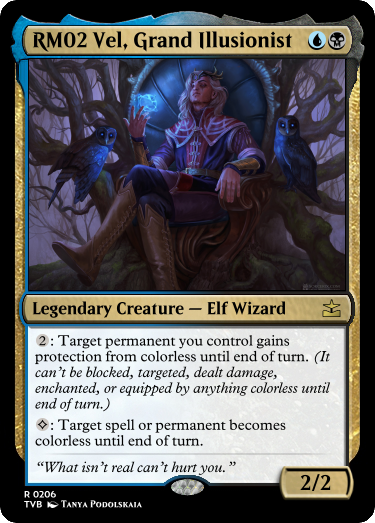 RM02 Vel, Grand Illusionist
Legendary Creature — Elf Wizard
2: Target permanent you control gains
protection from colorless until end of turn. (It
can't be blocked, targeted, dealt damage,
enchanted, or equipped by anything colorless until
end of turn.)
: Target spell or permanent becomes
colorless until end of turn.
“What isn't real can't hurt you.”
2/2
R 0206
TVB Tanya Podolskaia